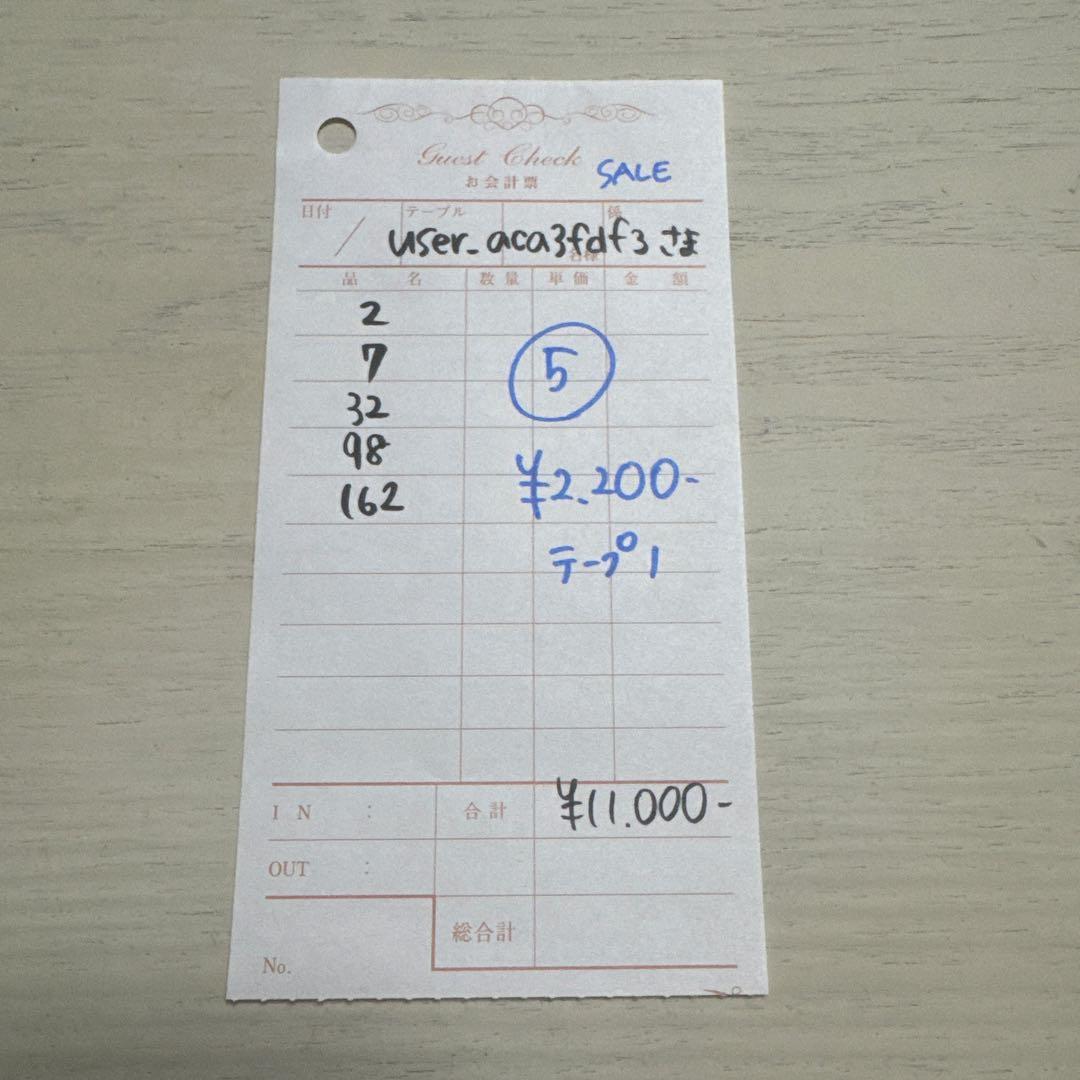 Guest Check
お会計票 SALE
日付 / テーブル 係
user_aca3fdf3 さま
名様
品 名 数量 単価 金 額
2
7
⑤
32
98
¥2.200-
162
テープ1
IN : 合計 ¥11.000-
OUT :
総合計
No.